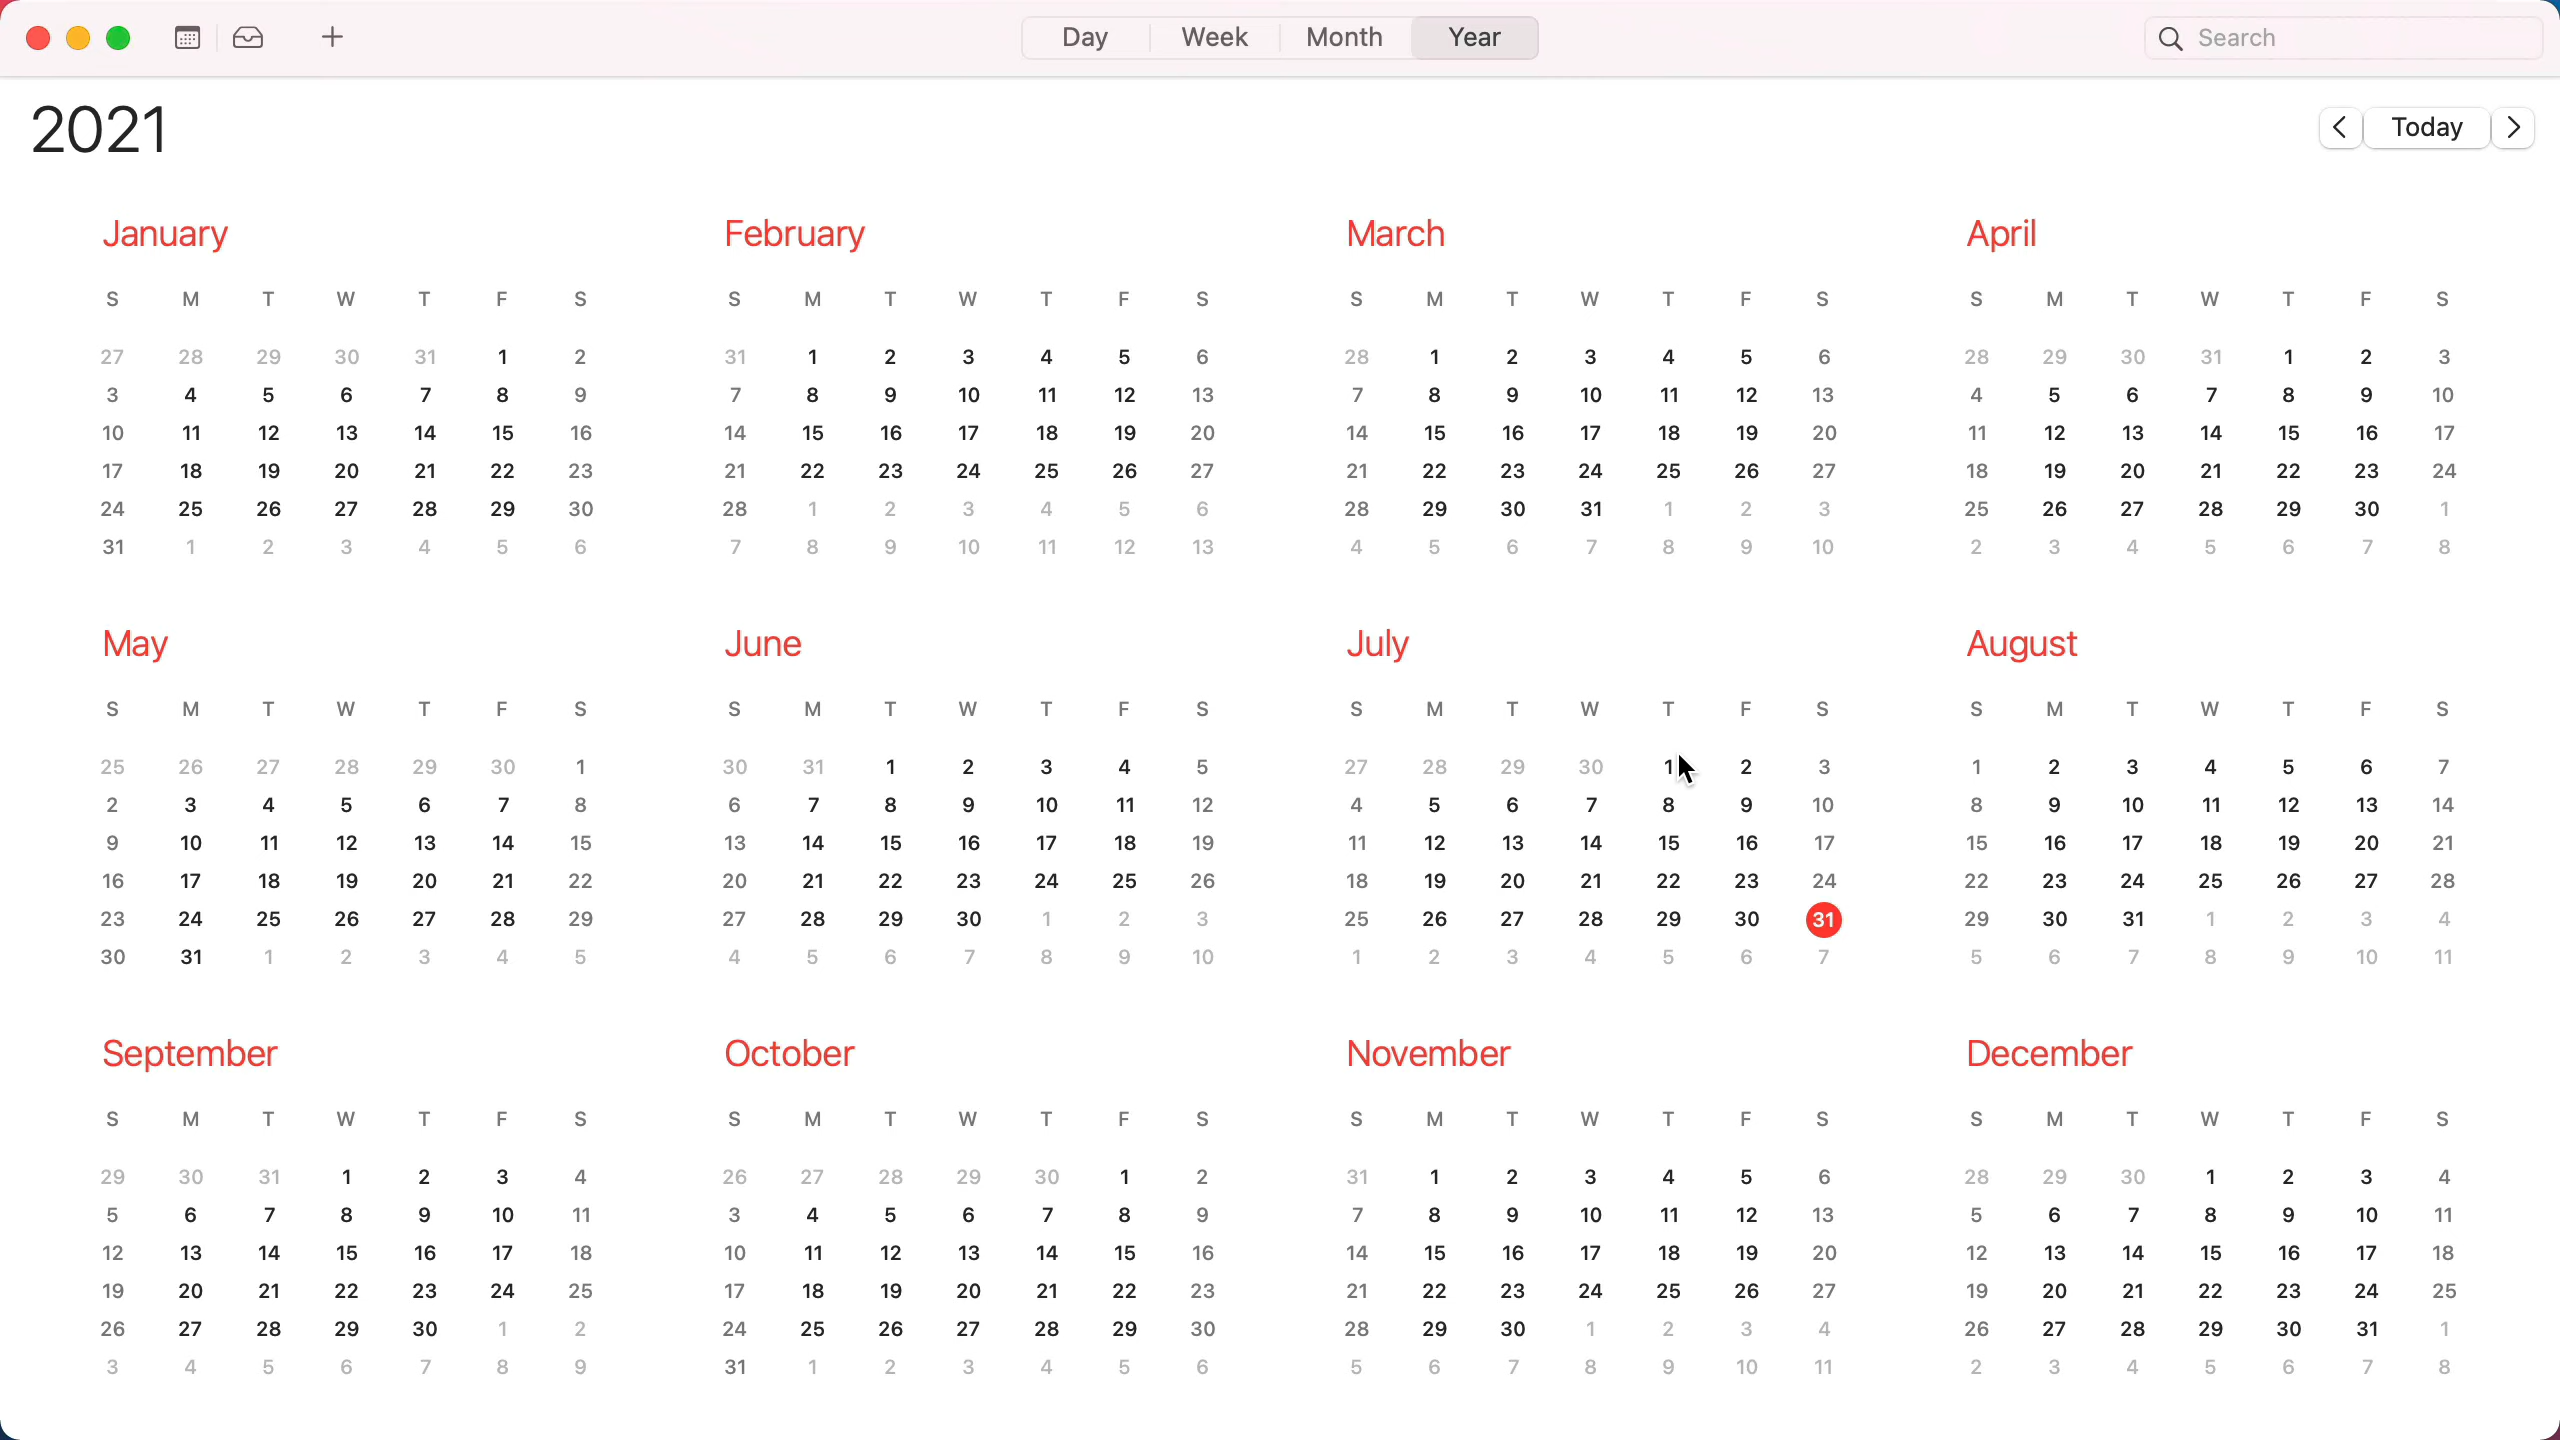 Day Week Month Year Search
2021 Today
January February March April
S M T W T F S S M T W T F S S M T W T F S S M T W T F S
27 28 29 30 31 1 2 31 1 2 3 4 5 6 28 1 2 3 4 5 6 28 29 30 31 1 2 3
3 4 5 6 7 8 9 7 8 9 10 11 12 13 7 8 9 10 11 12 13 4 5 6 7 8 9 10
10 11 12 13 14 15 16 14 15 16 17 18 19 20 14 15 16 17 18 19 20 11 12 13 14 15 16 17
17 18 19 20 21 22 23 21 22 23 24 25 26 27 21 22 23 24 25 26 27 18 19 20 21 22 23 24
24 25 26 27 28 29 30 28 1 2 3 4 5 6 28 29 30 31 1 2 3 25 26 27 28 29 30 1
31 1 2 3 4 5 6 7 8 9 10 11 12 13 4 5 6 7 8 9 10 2 3 4 5 6 7 8
May June July August
S M T W T F S S M T W T F S S M T W T F S S M T W T F S
25 26 27 28 29 30 1 30 31 1 2 3 4 5 27 28 29 30 1 2 3 1 2 3 4 5 6 7
2 3 4 5 6 7 8 6 7 8 9 10 11 12 4 5 6 7 8 9 10 8 9 10 11 12 13 14
9 10 11 12 13 14 15 13 14 15 16 17 18 19 11 12 13 14 15 16 17 15 16 17 18 19 20 21
16 17 18 19 20 21 22 20 21 22 23 24 25 26 18 19 20 21 22 23 24 22 23 24 25 26 27 28
23 24 25 26 27 28 29 27 28 29 30 1 2 3 25 26 27 28 29 30 31 29 30 31 1 2 3 4
30 31 1 2 3 4 5 4 5 6 7 8 9 10 1 2 3 4 5 6 7 5 6 7 8 9 10 11
September October November December
S M T W T F S S M T W T F S S M T W T F S S M T W T F S
29 30 31 1 2 3 4 26 27 28 29 30 1 2 31 1 2 3 4 5 6 28 29 30 1 2 3 4
5 6 7 8 9 10 11 3 4 5 6 7 8 9 7 8 9 10 11 12 13 5 6 7 8 9 10 11
12 13 14 15 16 17 18 10 11 12 13 14 15 16 14 15 16 17 18 19 20 12 13 14 15 16 17 18
19 20 21 22 23 24 25 17 18 19 20 21 22 23 21 22 23 24 25 26 27 19 20 21 22 23 24 25
26 27 28 29 30 1 2 24 25 26 27 28 29 30 28 29 30 1 2 3 4 26 27 28 29 30 31 1
3 4 5 6 7 8 9 31 1 2 3 4 5 6 5 6 7 8 9 10 11 2 3 4 5 6 7 8